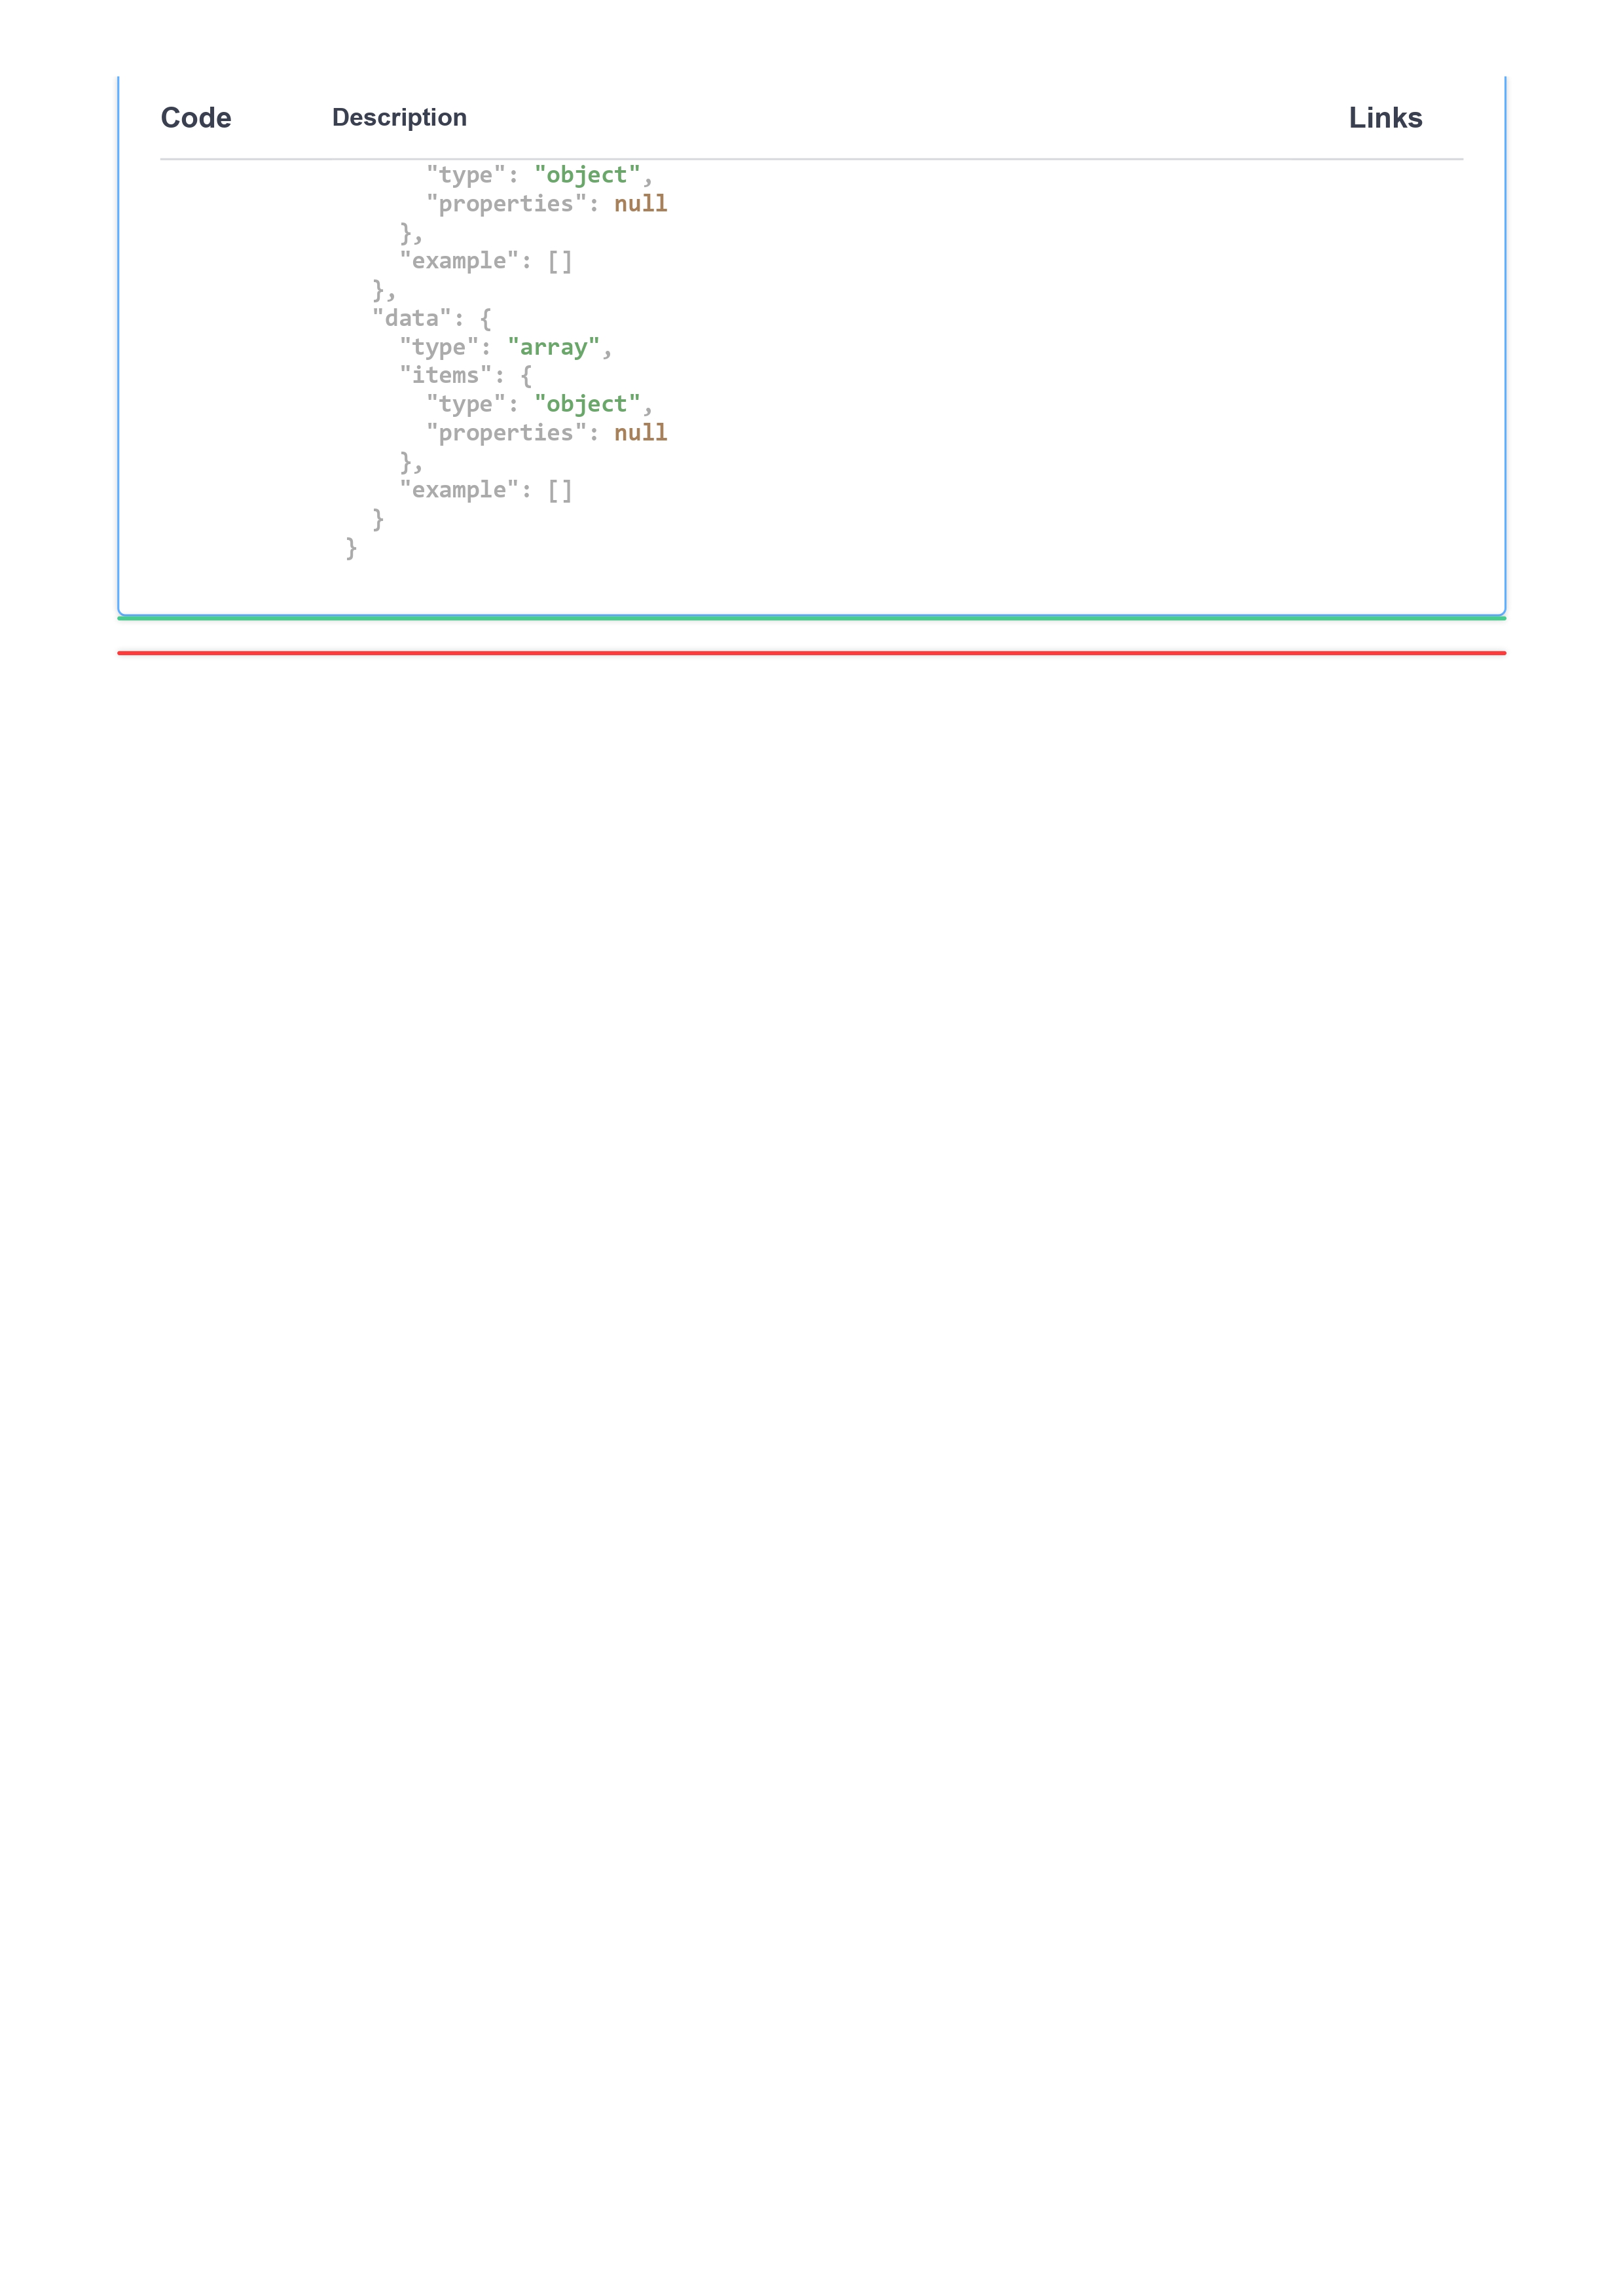 Code Description Links
"type": "object",
"properties": null
},
"example": []
},
"data": {
"type": "array",
"items": {
"type": "object",
"properties": null
},
"example": []
}
}